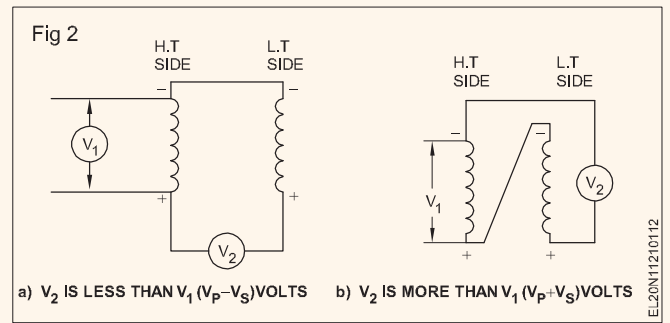 Fig 2
H.T
SIDE
L.T
SIDE
−
−
V1
+
+
V2
a) V2 IS LESS THAN V1 (VP−VS)VOLTS
H.T
SIDE
L.T
SIDE
−
−
V1
V2
+
+
b) V2 IS MORE THAN V1 (VP+VS)VOLTS
EL20N11210112